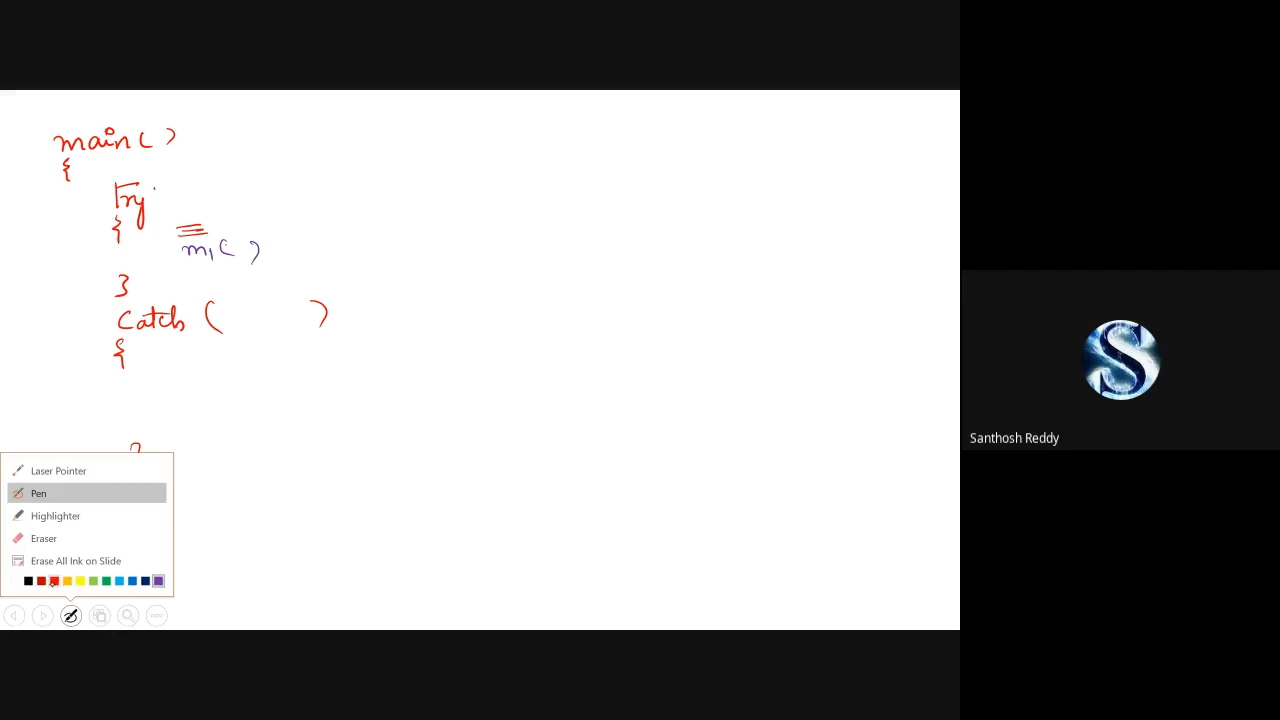 main( )
{
try
{
m1( )
}
catch ( )
{
}
Laser Pointer
Pen
Highlighter
Eraser
Erase All Ink on Slide
Santhosh Reddy